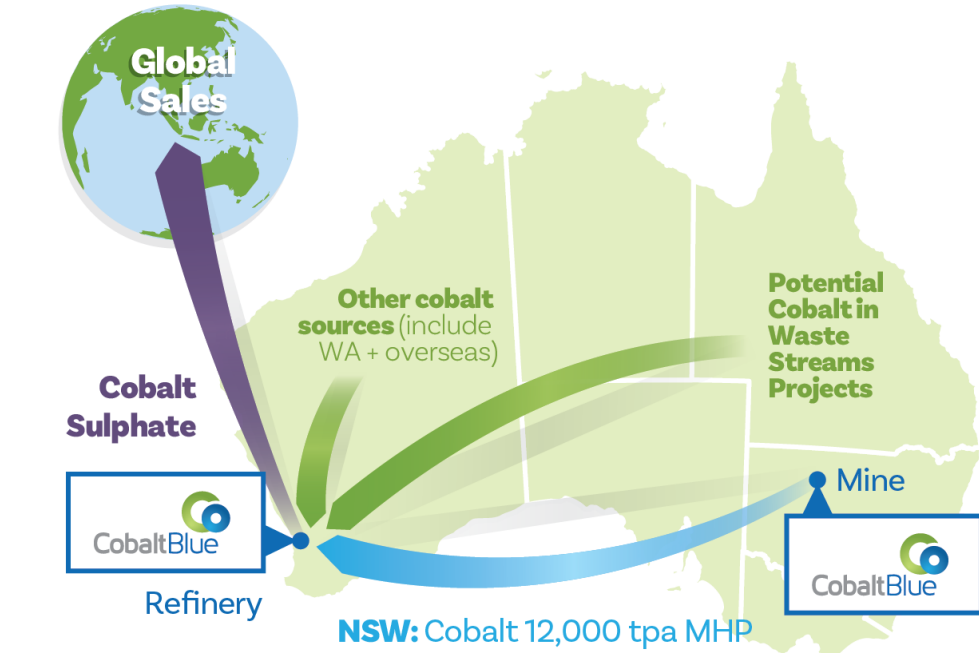 Global
Sales
Other cobalt
sources (include
WA + overseas)
Potential
Cobalt in
Waste
Streams
Projects
Cobalt
Sulphate
CobaltBlue
Refinery
Mine
CobaltBlue
NSW: Cobalt 12,000 tpa MHP